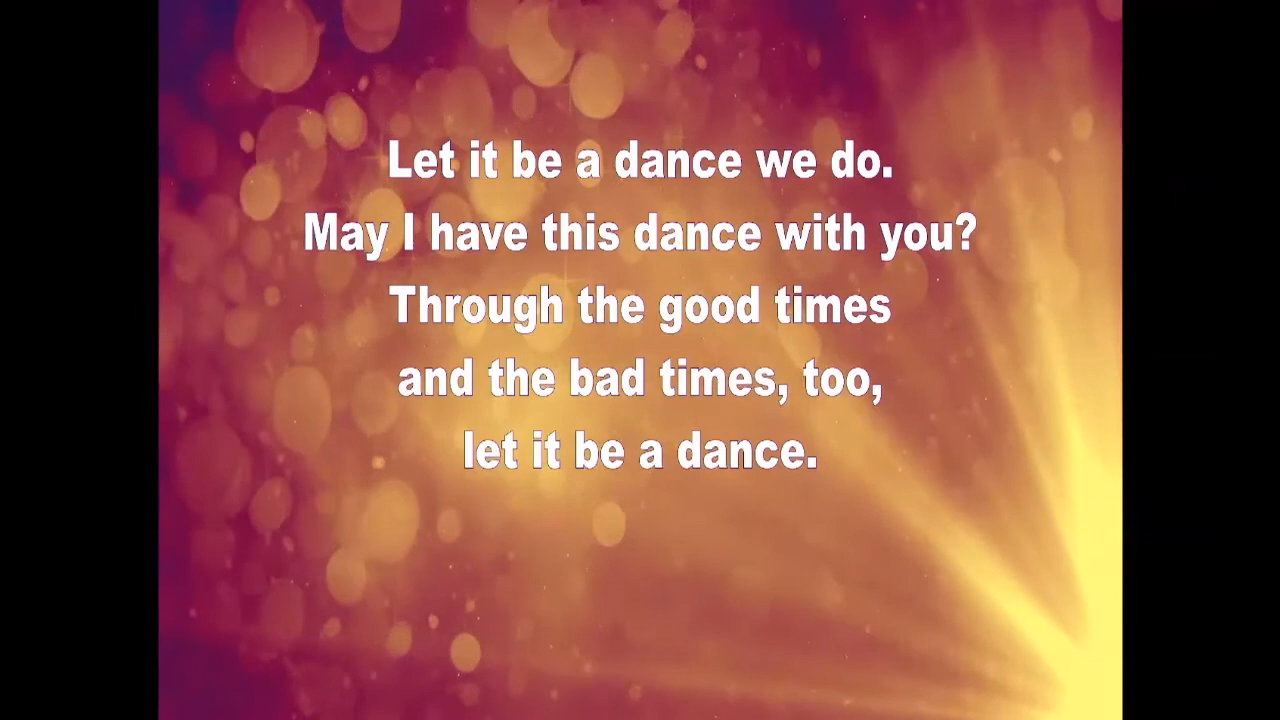 Let it be a dance we do.
May I have this dance with you?
Through the good times
and the bad times, too,
let it be a dance.